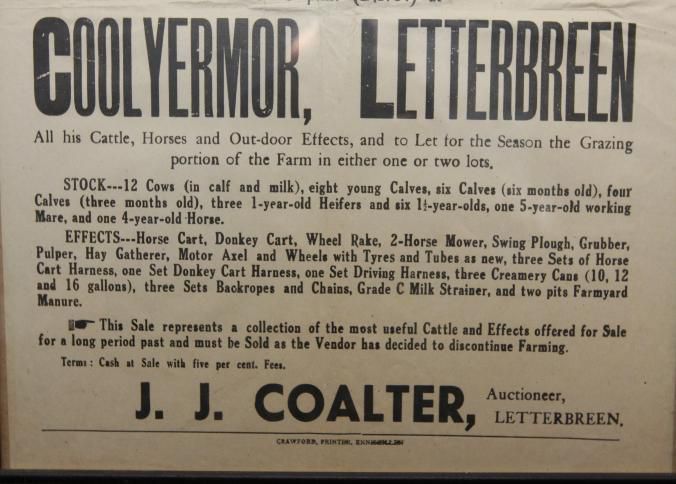 COOLYERMOR, LETTERBREEN
All his Cattle, Horses and Out-door Effects, and to Let for the Season the Grazing
portion of the Farm in either one or two lots.
STOCK---12 Cows (in calf and milk), eight young Calves, six Calves (six months old), four
Calves (three months old), three 1-year-old Heifers and six 1½-year-olds, one 5-year-old working
Mare, and one 4-year-old Horse.
EFFECTS---Horse Cart, Donkey Cart, Wheel Rake, 2-Horse Mower, Swing Plough, Grubber,
Pulper, Hay Gatherer, Motor Axel and Wheels with Tyres and Tubes as new, three Sets of Horse
Cart Harness, one Set Donkey Cart Harness, one Set Driving Harness, three Creamery Cans (10, 12
and 16 gallons), three Sets Backropes and Chains, Grade C Milk Strainer, and two pits Farmyard
Manure.
☛ This Sale represents a collection of the most useful Cattle and Effects offered for Sale
for a long period past and must be Sold as the Vendor has decided to discontinue Farming.
Terms: Cash at Sale with five per cent. Fees.
J. J. COALTER, Auctioneer,
LETTERBREEN.
CRAWFORD, PRINTER,